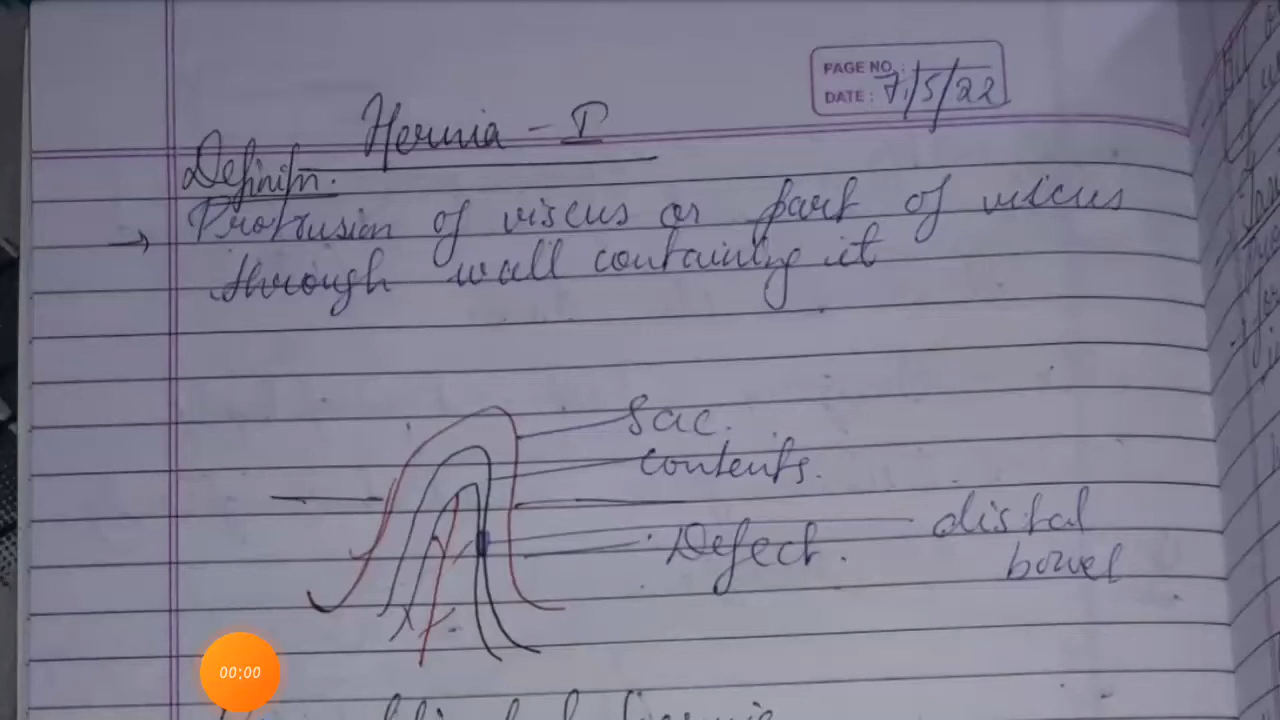 PAGE NO. :
DATE : 7/5/22
Hernia - I
Definitn.
→ Protrusion of viscus or part of viscus
through wall containing it
Sac.
contents.
Defect.
distal
bowel
00:00